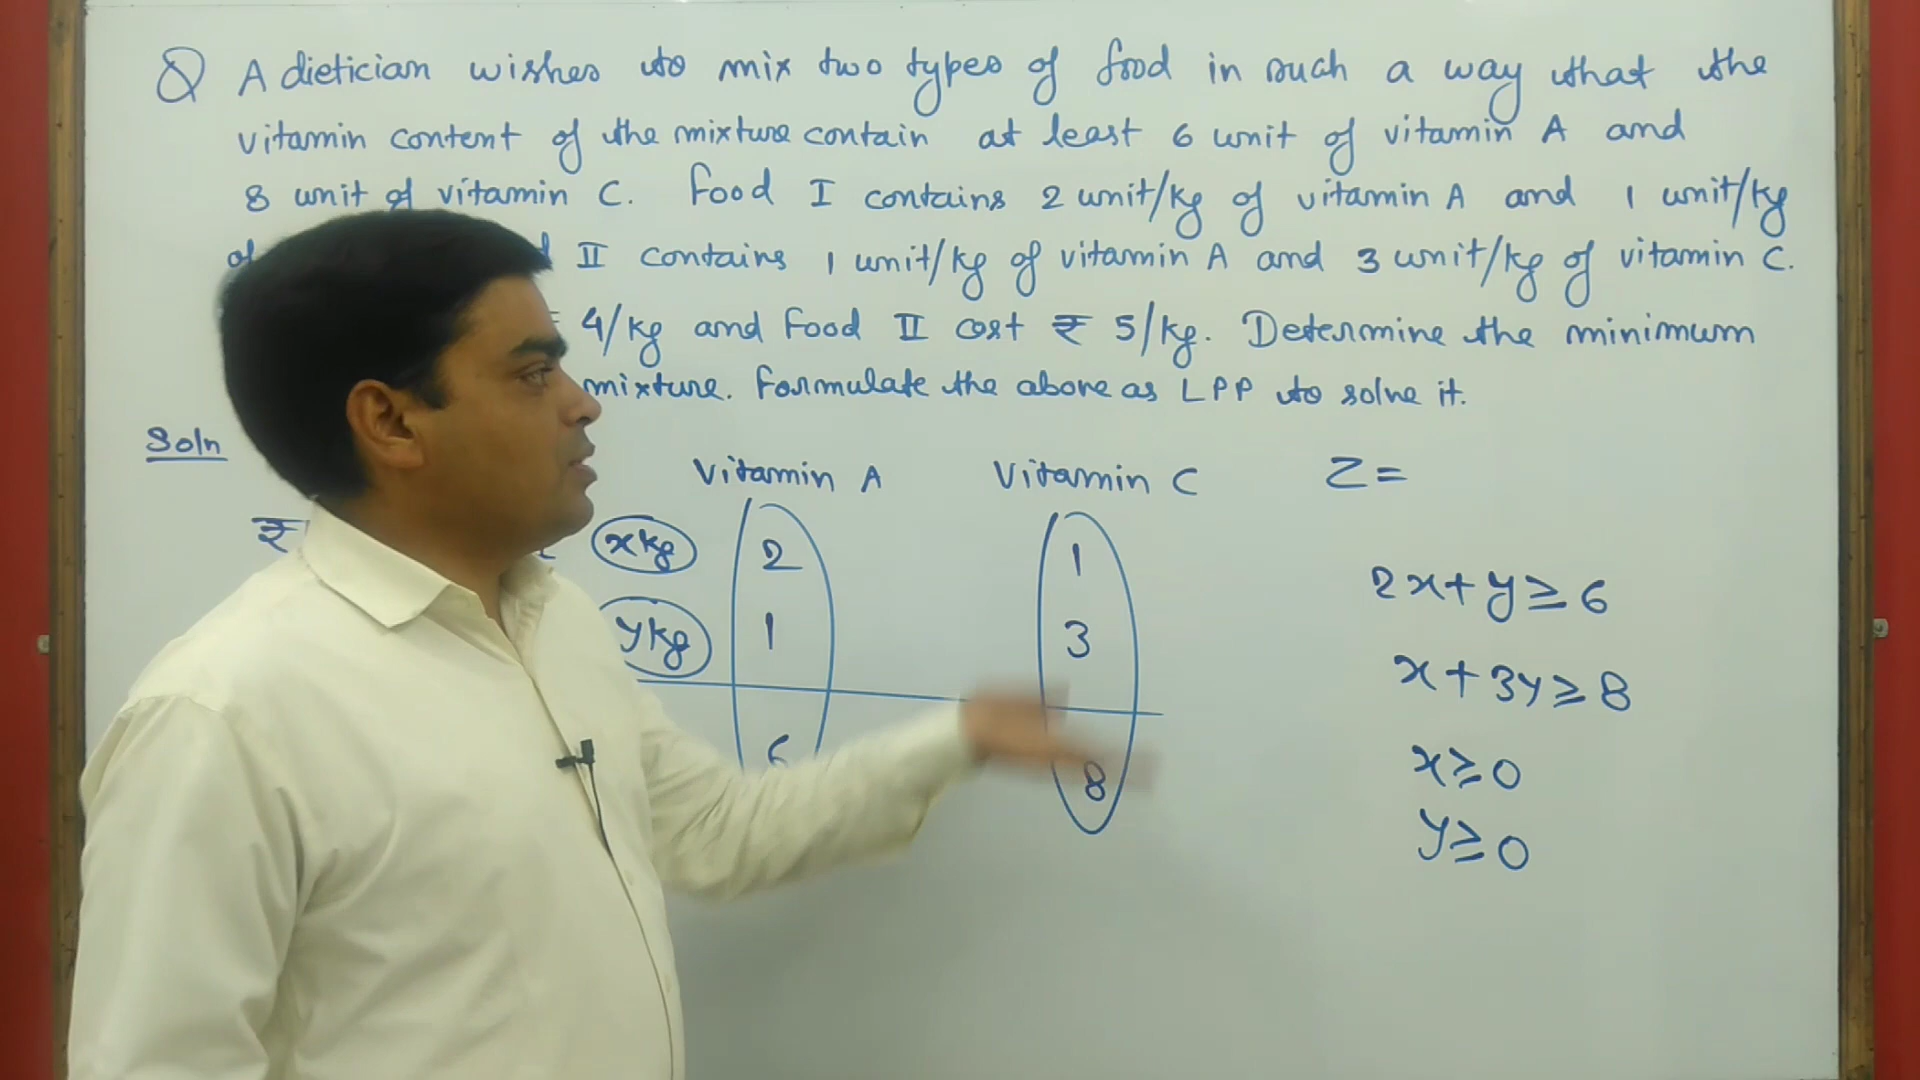 Q A dietician wishes to mix two types of food in such a way that the
vitamin content of the mixture contain at least 6 unit of vitamin A and
8 unit of vitamin C. Food I contains 2 unit/kg of vitamin A and 1 unit/kg
of II contains 1 unit/kg of vitamin A and 3 unit/kg of vitamin C.
4/kg and Food II cost ₹ 5/kg. Determine the minimum
mixture. Formulate the above as LPP to solve it.
Soln
Vitamin A Vitamin C Z=
₹ x kg 2 1 2x+y≥6
y kg 1 3 x+3y≥8
6 8 x≥0
y≥0